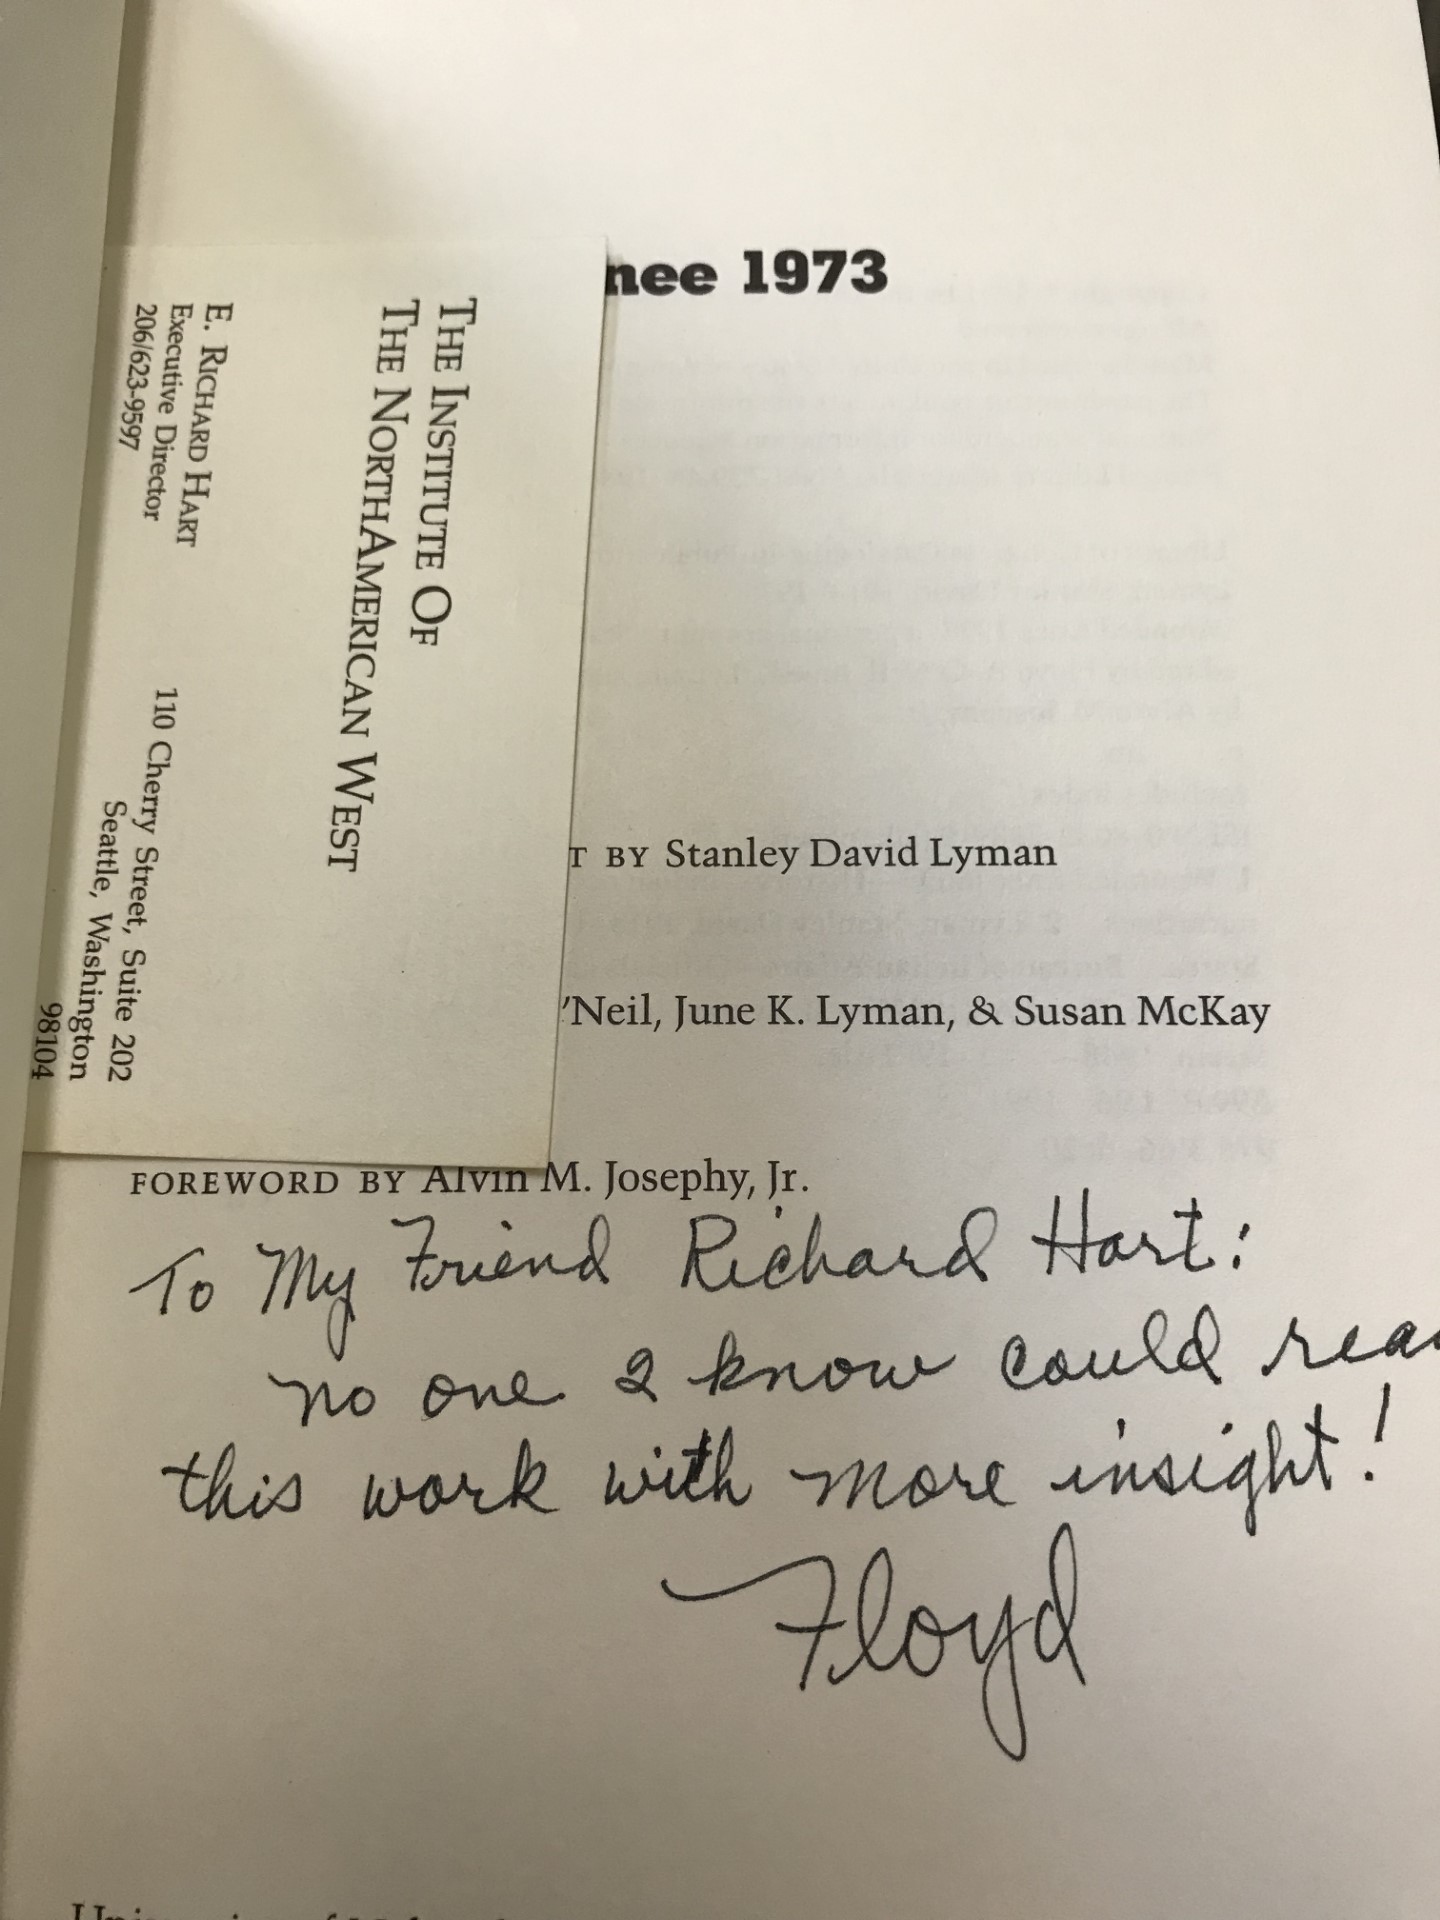 nee 1973
THE INSTITUTE OF
THE NORTHAMERICAN WEST
E. RICHARD HART
Executive Director
206/623-9597
110 Cherry Street, Suite 202
Seattle, Washington
98104
T BY Stanley David Lyman
'Neil, June K. Lyman, & Susan McKay
FOREWORD BY Alvin M. Josephy, Jr.
To My Friend Richard Hart:
no one I know could rea
this work with more insight!
Floyd